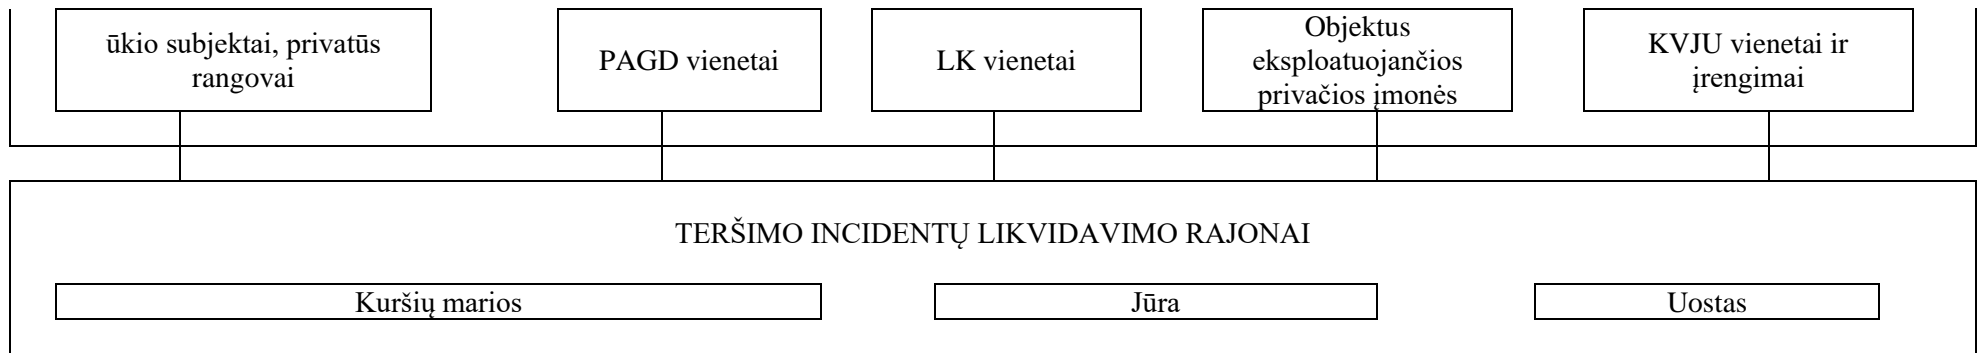 ūkio subjektai, privatūs
rangovai
PAGD vienetai
LK vienetai
Objektus
eksploatuojančios
privačios įmonės
KVJU vienetai ir
įrengimai
TERŠIMO INCIDENTŲ LIKVIDAVIMO RAJONAI
Kuršių marios
Jūra
Uostas